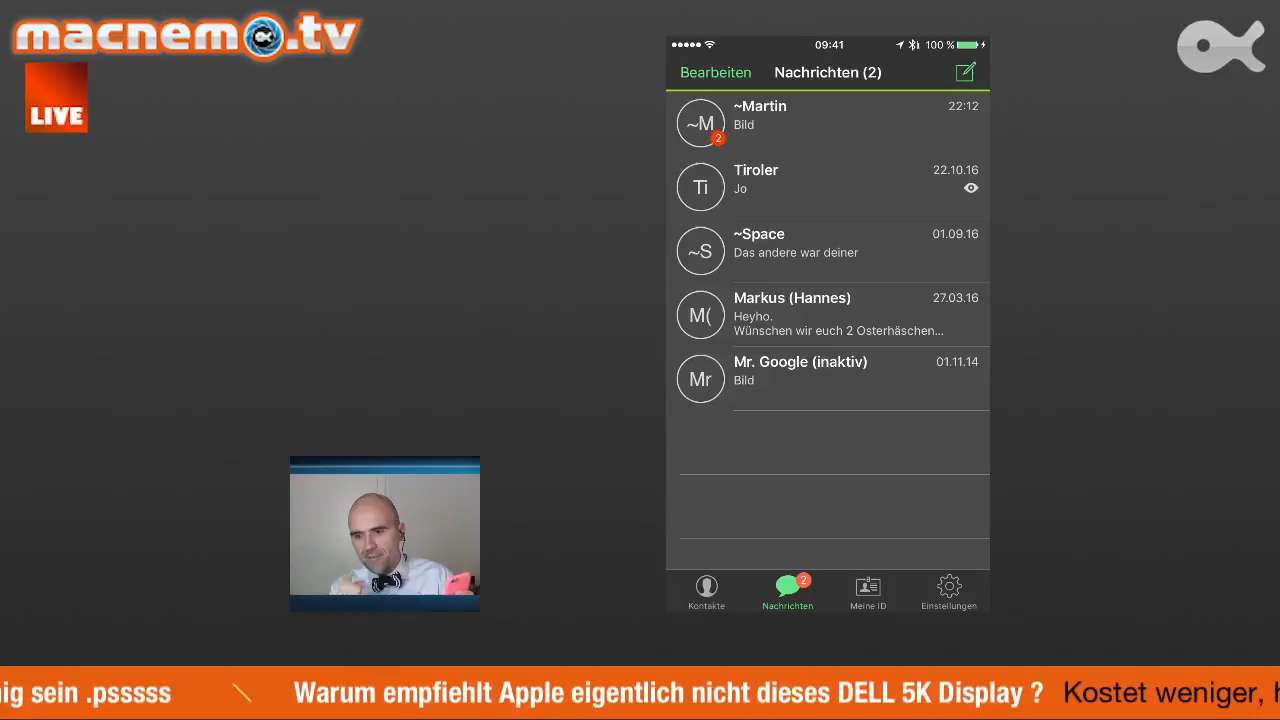 macnemo.tv
LIVE
09:41
100 %
Bearbeiten
Nachrichten (2)
~M
2
~Martin
22:12
Bild
Ti
Tiroler
22.10.16
Jo
~S
~Space
01.09.16
Das andere war deiner
M(
Markus (Hannes)
27.03.16
Heyho.
Wünschen wir euch 2 Osterhäschen...
Mr
Mr. Google (inaktiv)
01.11.14
Bild
2
Kontakte
Nachrichten
Meine ID
Einstellungen
nig sein .psssss \ Warum empfiehlt Apple eigentlich nicht dieses DELL 5K Display ? Kostet weniger,